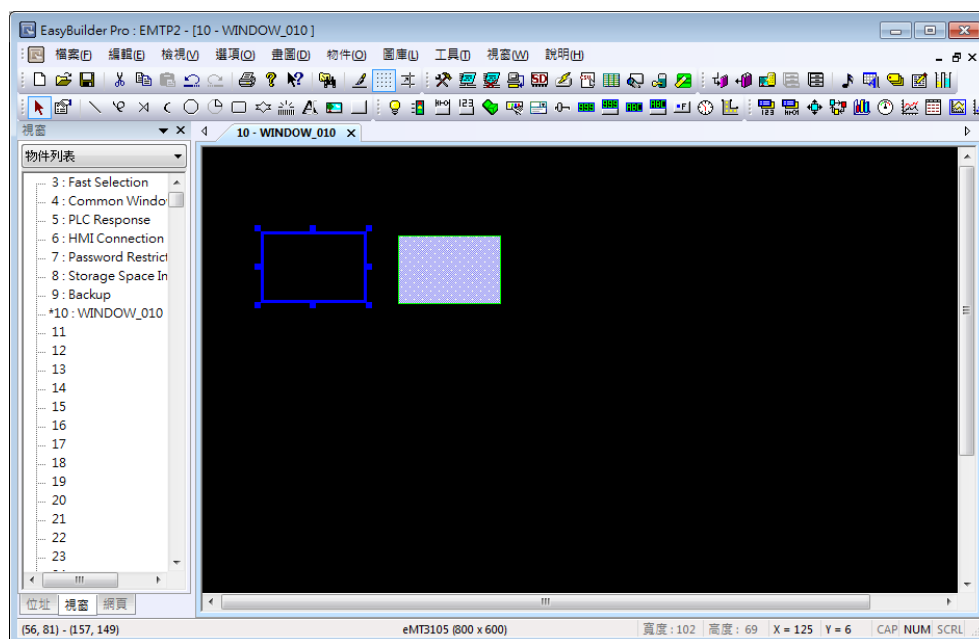 EasyBuilder Pro : EMTP2 - [10 - WINDOW_010 ]
檔案(F) 編輯(E) 檢視(V) 選項(O) 畫圖(D) 物件(O) 圖庫(L) 工具(T) 視窗(W) 說明(H)
視窗
10 - WINDOW_010
物件列表
3 : Fast Selection
4 : Common Windo
5 : PLC Response
6 : HMI Connection
7 : Password Restrict
8 : Storage Space In
9 : Backup
*10 : WINDOW_010
11
12
13
14
15
16
17
18
19
20
21
22
23
位址 視窗 網頁
(56, 81) - (157, 149) eMT3105 (800 x 600) 寬度 : 102 高度 : 69 X = 125 Y = 6 CAP NUM SCRL